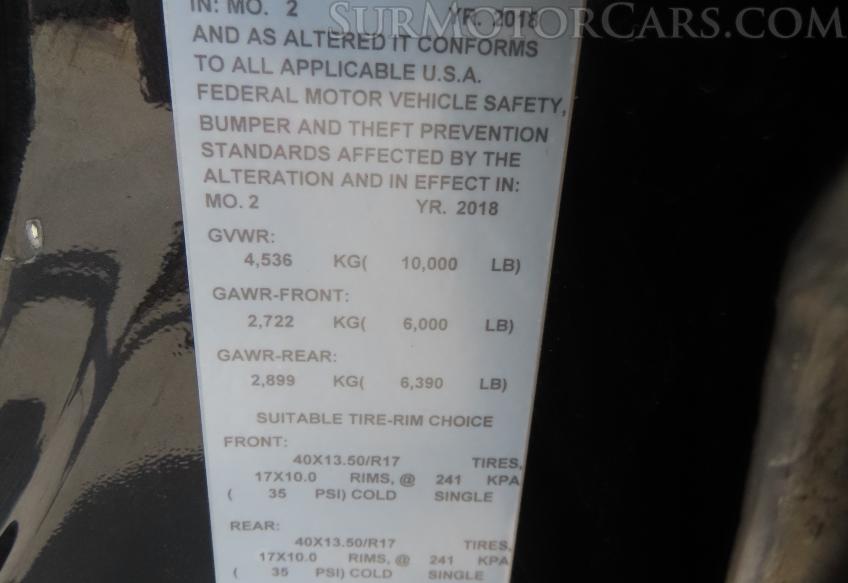 SurMotorCars.com
IN: MO. 2 YR. 2018
AND AS ALTERED IT CONFORMS
TO ALL APPLICABLE U.S.A.
FEDERAL MOTOR VEHICLE SAFETY,
BUMPER AND THEFT PREVENTION
STANDARDS AFFECTED BY THE
ALTERATION AND IN EFFECT IN:
MO. 2 YR. 2018
GVWR:
4,536 KG( 10,000 LB)
GAWR-FRONT:
2,722 KG( 6,000 LB)
GAWR-REAR:
2,899 KG( 6,390 LB)
SUITABLE TIRE-RIM CHOICE
FRONT:
40X13.50/R17 TIRES,
17X10.0 RIMS, @ 241 KPA
( 35 PSI) COLD SINGLE
REAR:
40X13.50/R17 TIRES,
17X10.0 RIMS, @ 241 KPA
( 35 PSI) COLD SINGLE